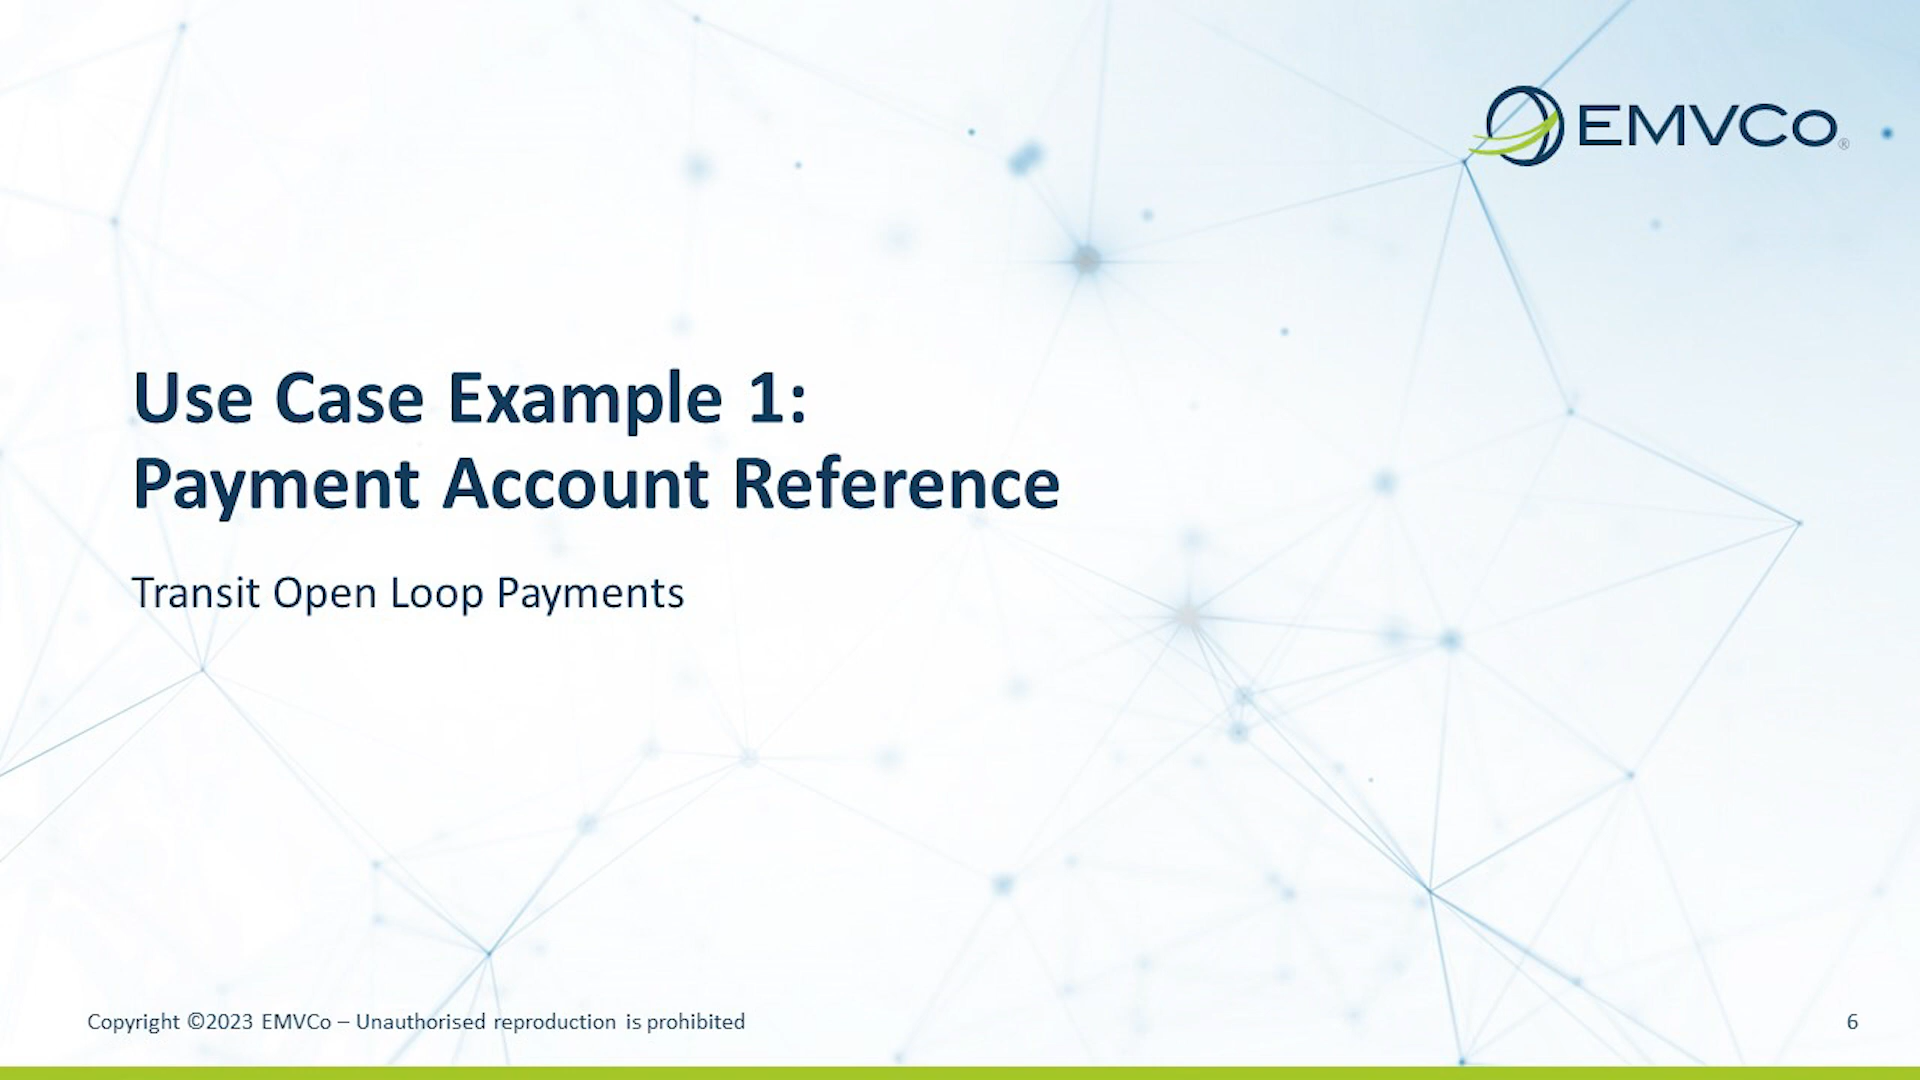 EMVCo®
Use Case Example 1:
Payment Account Reference
Transit Open Loop Payments
Copyright ©2023 EMVCo – Unauthorised reproduction is prohibited
6